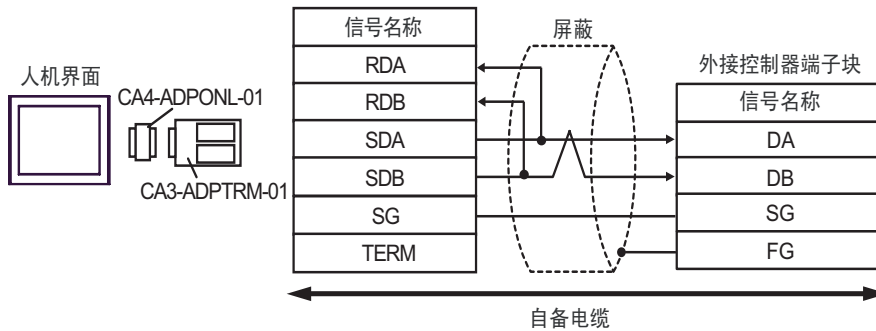 人机界面
CA4-ADPONL-01
CA3-ADPTRM-01
信号名称
RDA
RDB
SDA
SDB
SG
TERM
屏蔽
外接控制器端子块
信号名称
DA
DB
SG
FG
自备电缆